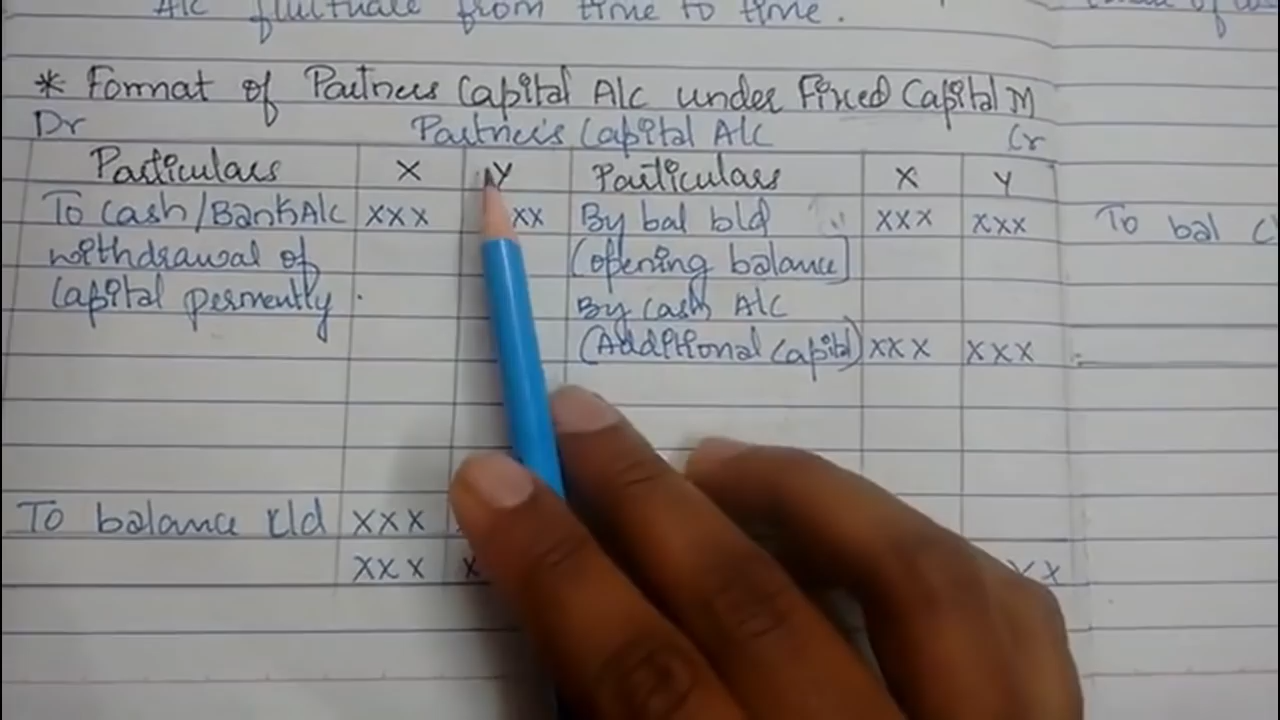 A/c fluctuate from time to time.
* Format of Partners Capital A/c under Fixed Capital M
Dr Partner's Capital A/c Cr
Particulars X Y Particulars X Y
To Cash/Bank A/c XXX XX By bal b/d XXX XXX To bal
withdrawal of (opening balance)
Capital permently . By Cash A/c
(Additional Capital) XXX XXX
To balance c/d XXX
XXX X XX